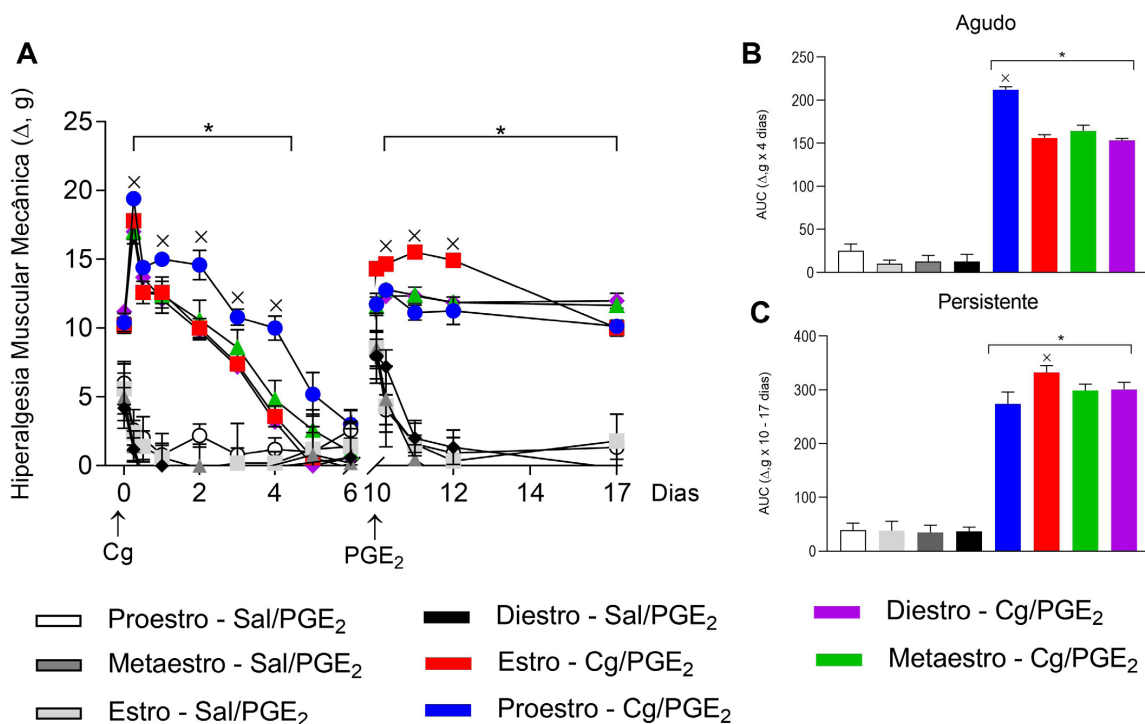 A
Hiperalgesia Muscular Mecânica (Δ, g)
25
20
15
10
5
0
*
*
×
×
×
×
×
×
×
×
0
2
4
6
10
12
14
17
Dias
↑
Cg
↑
PGE₂
B
Agudo
AUC (Δ,g x 4 dias)
250
200
150
100
50
0
×
*
C
Persistente
AUC (Δ,g x 10 - 17 dias)
400
300
200
100
0
×
*
Proestro - Sal/PGE₂
Metaestro - Sal/PGE₂
Estro - Sal/PGE₂
Diestro - Sal/PGE₂
Estro - Cg/PGE₂
Proestro - Cg/PGE₂
Diestro - Cg/PGE₂
Metaestro - Cg/PGE₂